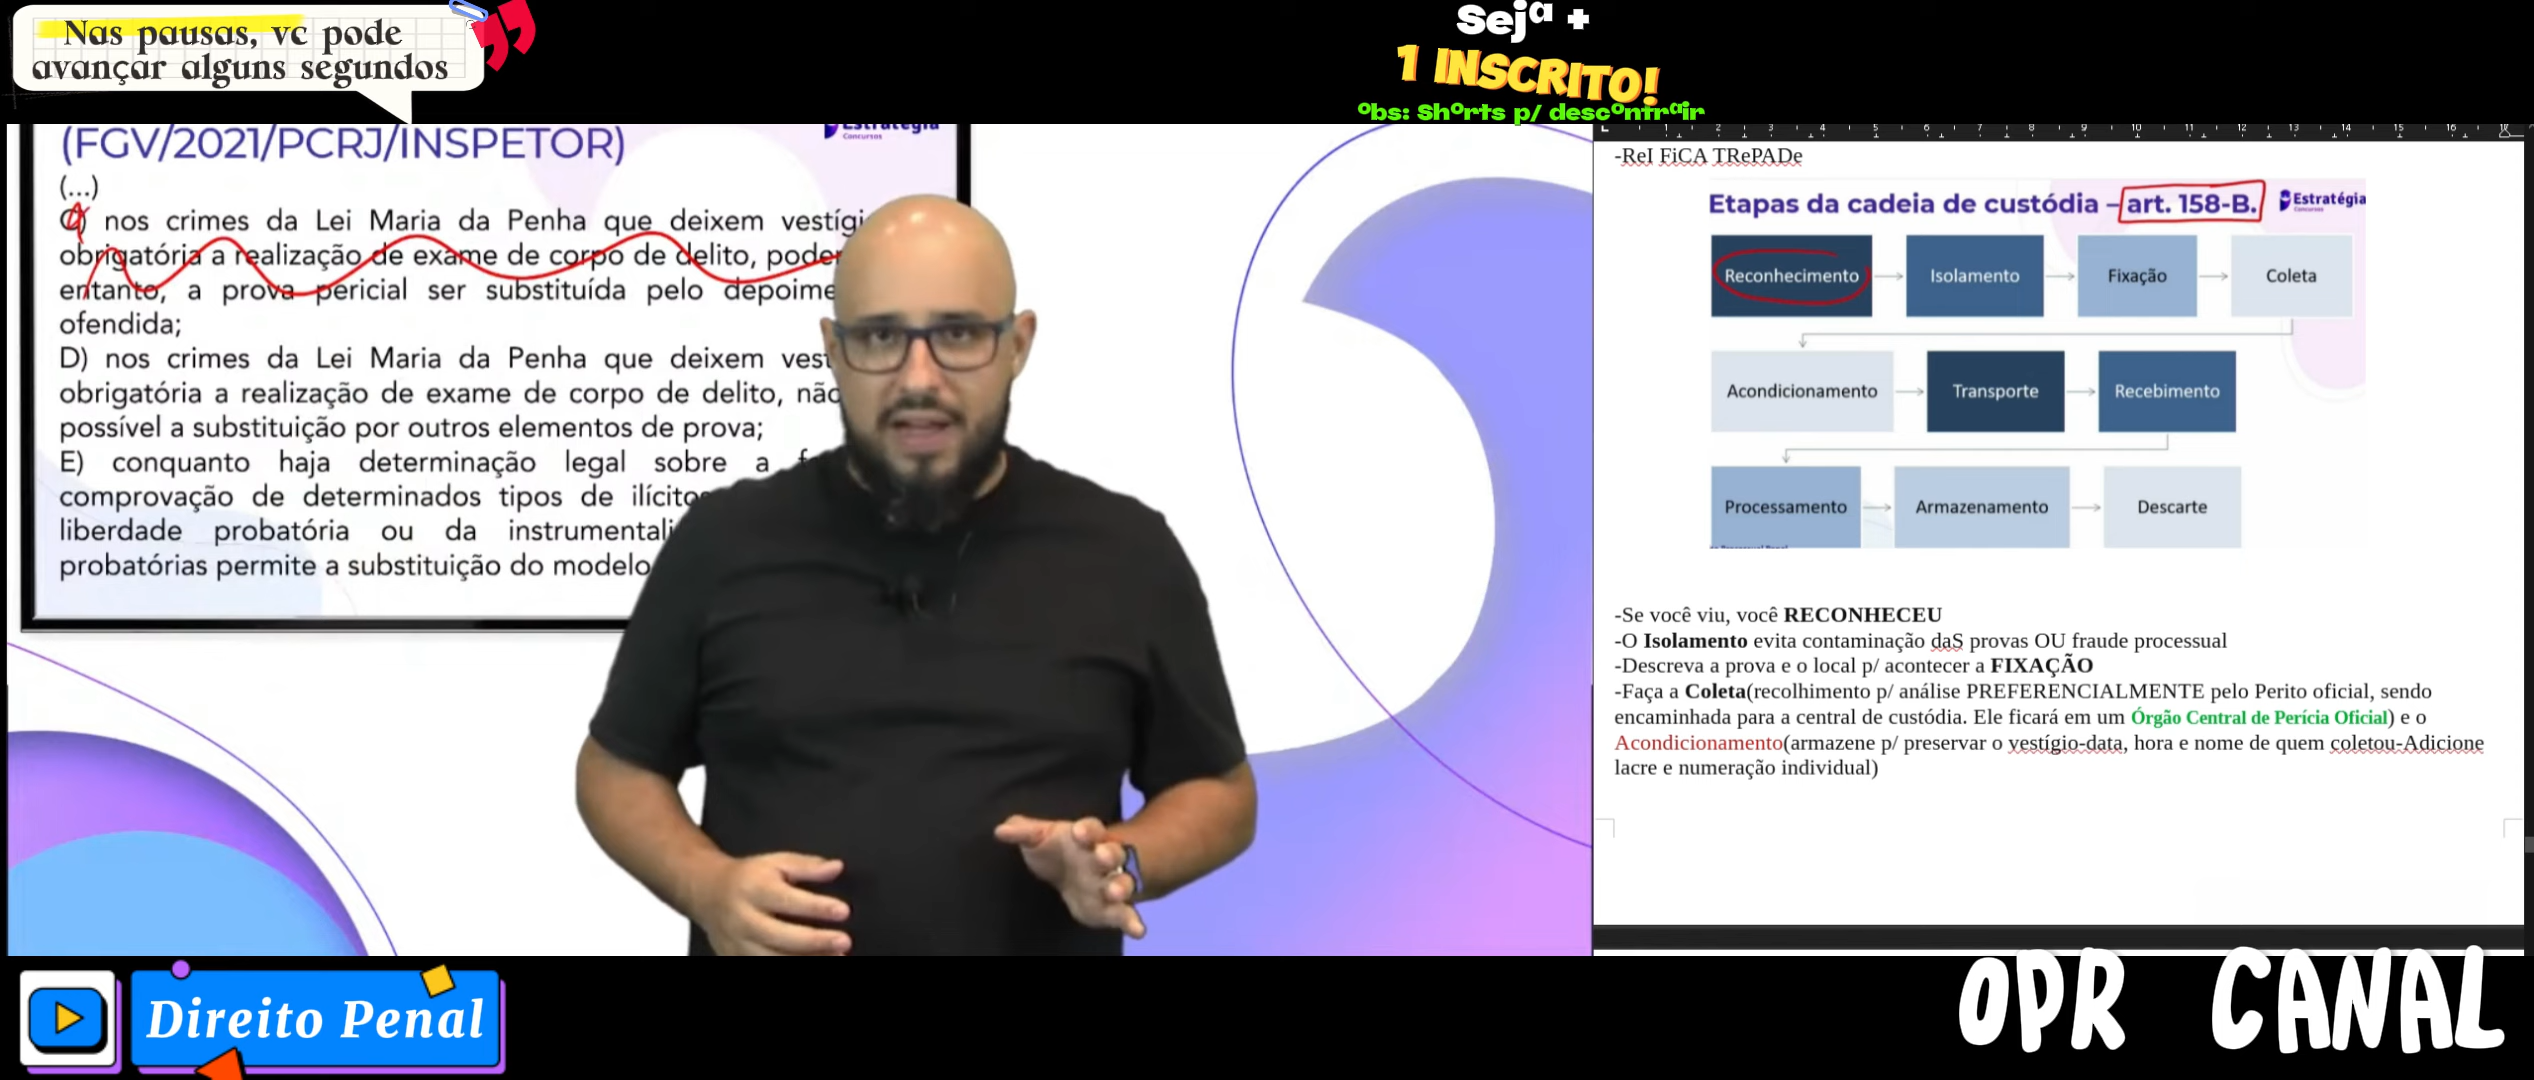 Nas pausas, vc pode
avançar alguns segundos
Seja +
1 INSCRITO!
obs: Shorts p/ descontrair
(FGV/2021/PCRJ/INSPETOR)
Estratégia
Concursos
(...)
C) nos crimes da Lei Maria da Penha que deixem
obrigatória a realização de exame de corpo de delito,
entanto, a prova pericial ser substituída pelo
ofendida;
D) nos crimes da Lei Maria da Penha que deixem
obrigatória a realização de exame de corpo de delito,
possível a substituição por outros elementos de prova;
E) conquanto haja determinação legal sobre a
comprovação de determinados tipos de
liberdade probatória ou da
probatórias permite a substituição do modelo
-ReI FiCA TRePADe
Etapas da cadeia de custódia – art. 158-B.
Estratégia
Concursos
Reconhecimento
Isolamento
Fixação
Coleta
Acondicionamento
Transporte
Recebimento
Processamento
Armazenamento
Descarte
-Se você viu, você RECONHECEU
-O Isolamento evita contaminação daS provas OU fraude processual
-Descreva a prova e o local p/ acontecer a FIXAÇÃO
-Faça a Coleta(recolhimento p/ análise PREFERENCIALMENTE pelo Perito oficial, sendo
encaminhada para a central de custódia. Ele ficará em um Órgão Central de Perícia Oficial) e o
Acondicionamento(armazene p/ preservar o vestígio-data, hora e nome de quem coletou-Adicione
lacre e numeração individual)
Direito Penal
OPR CANAL